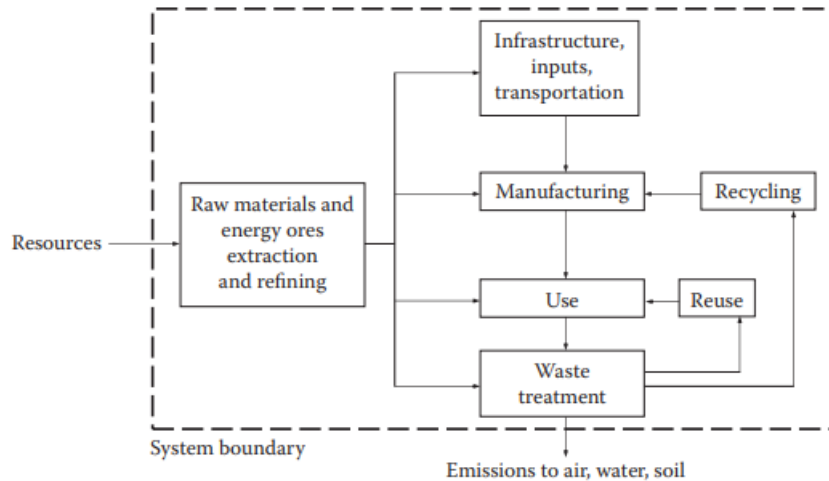 Infrastructure,
inputs,
transportation
Raw materials and
energy ores
extraction
and refining
Manufacturing
Recycling
Resources
Use
Reuse
Waste
treatment
System boundary
Emissions to air, water, soil